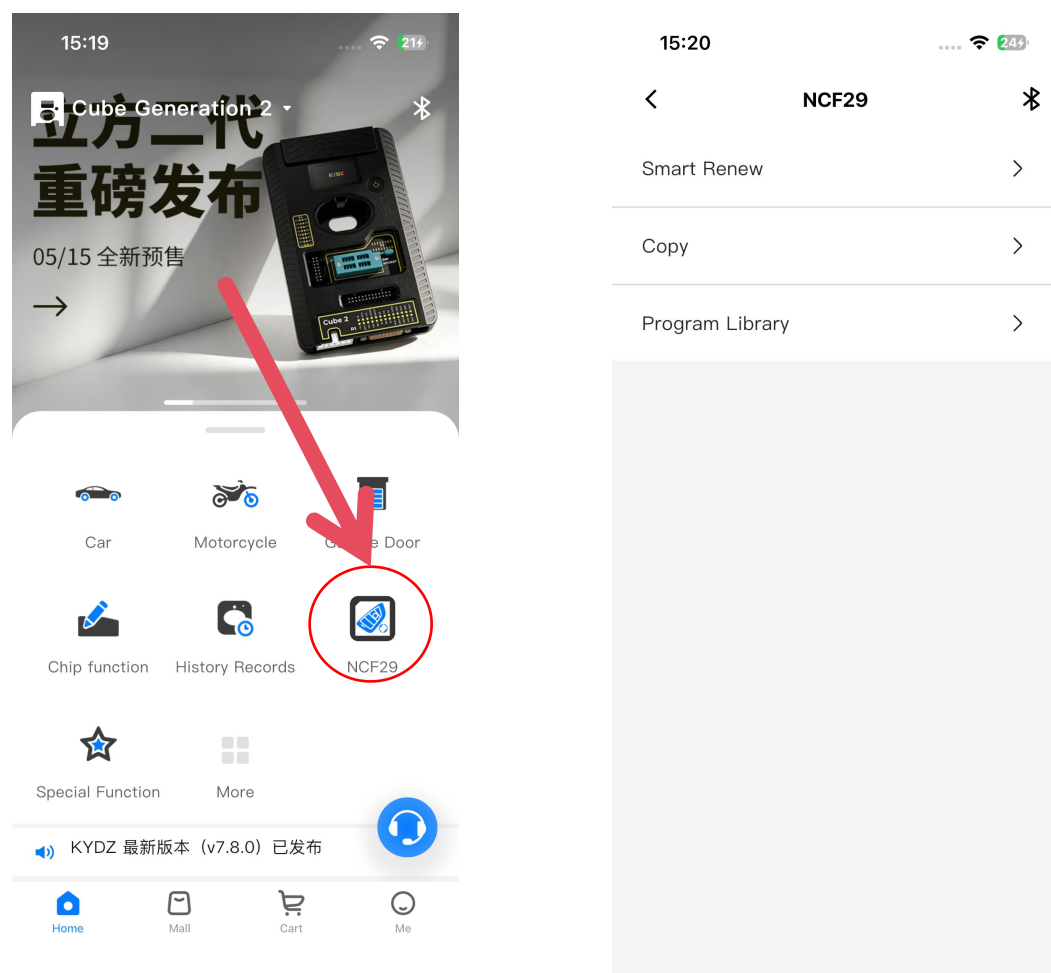 15:19
21
Cube Generation 2
立方二代
重磅发布
05/15 全新预售
KYDZ
Cube 2
P1
Car
Motorcycle
e Door
Chip function
History Records
NCF29
Special Function
More
KYDZ 最新版本（v7.8.0）已发布
Home
Mall
Cart
Me
15:20
24
NCF29
Smart Renew
Copy
Program Library